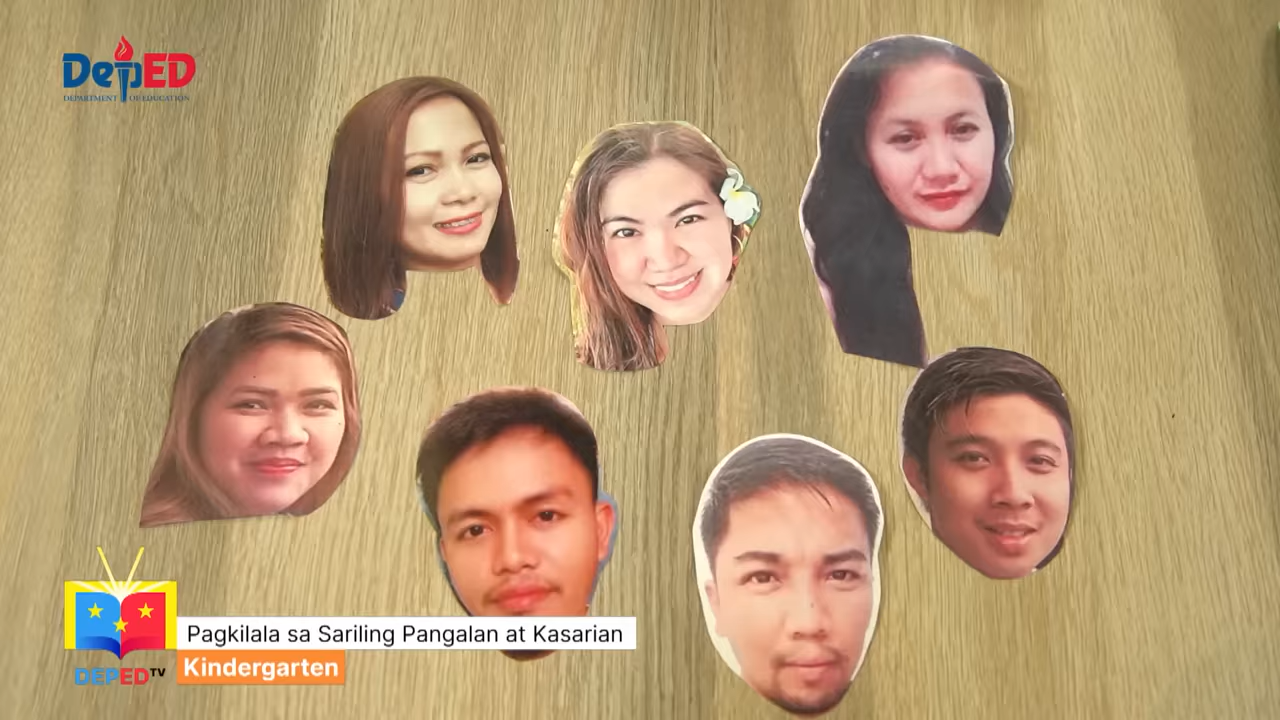 DepED
DEPARTMENT OF EDUCATION
Pagkilala sa Sariling Pangalan at Kasarian
Kindergarten
DEPED TV